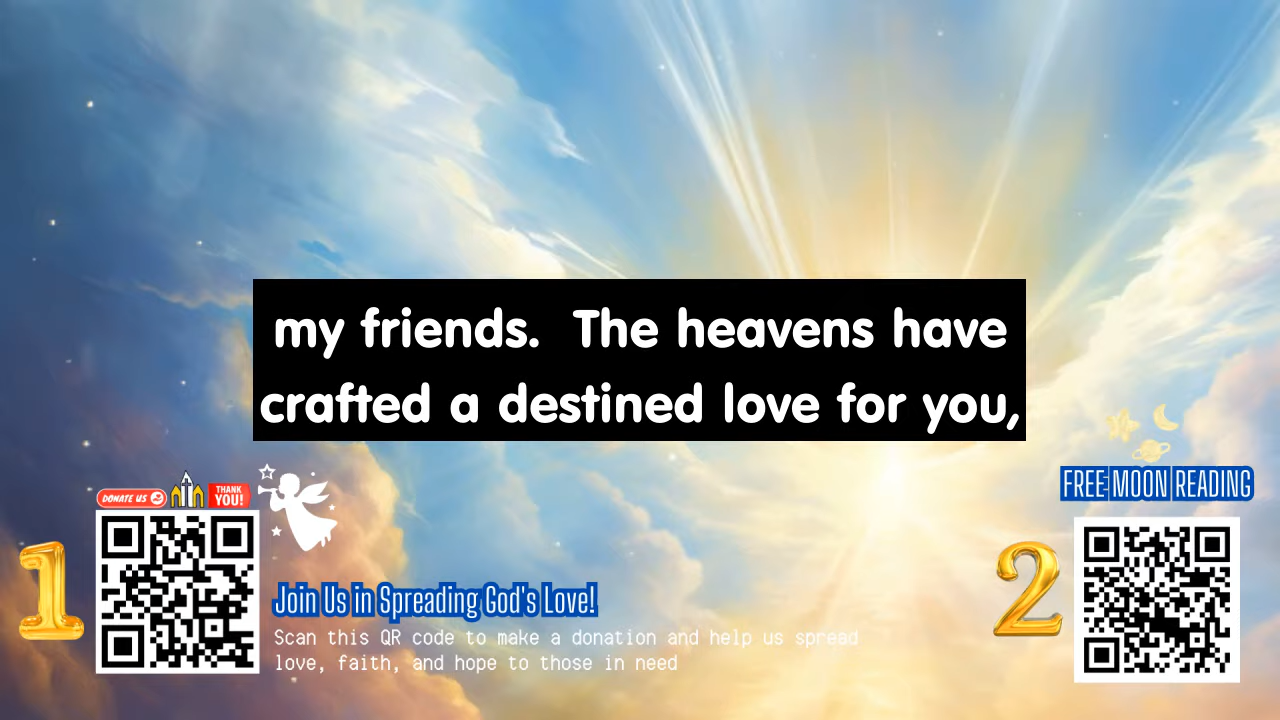 my friends.  The heavens have
crafted a destined love for you,
DONATE US
THANK
YOU!
FREE MOON READING
1
2
Join Us in Spreading God's Love!
Scan this QR code to make a donation and help us spread
love, faith, and hope to those in need